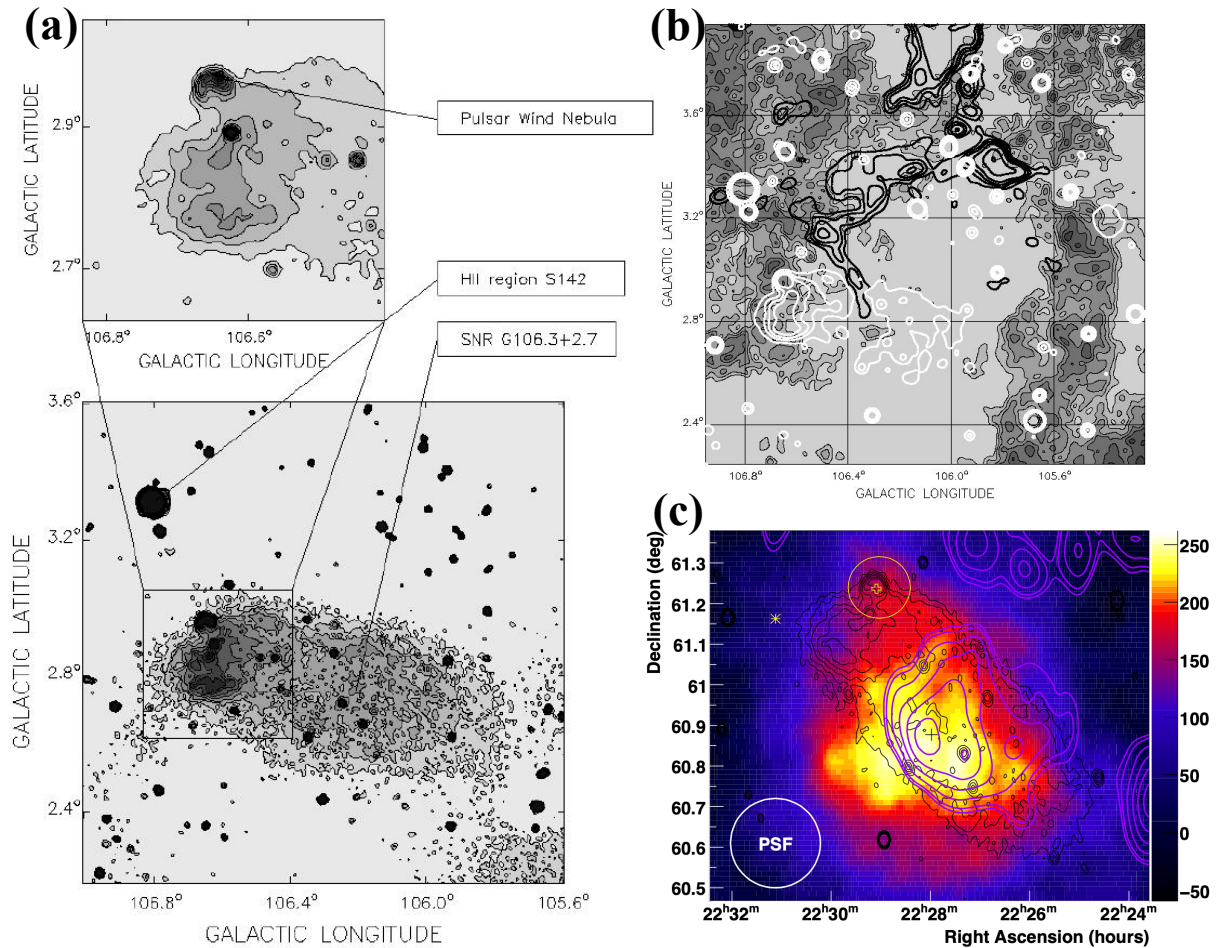 (a)
GALACTIC LATITUDE
2.9°
2.7°
106.8°
106.6°
GALACTIC LONGITUDE
Pulsar Wind Nebula
HII region S142
SNR G106.3+2.7
GALACTIC LATITUDE
3.6°
3.2°
2.8°
2.4°
106.8°
106.4°
106.0°
105.6°
GALACTIC LONGITUDE
(b)
GALACTIC LATITUDE
3.6°
3.2°
2.8°
2.4°
106.8°
106.4°
106.0°
105.6°
GALACTIC LONGITUDE
(c)
Declination (deg)
61.3
61.2
61.1
61
60.9
60.8
60.7
60.6
60.5
PSF
22ʰ32ᵐ
22ʰ30ᵐ
22ʰ28ᵐ
22ʰ26ᵐ
22ʰ24ᵐ
Right Ascension (hours)
250
200
150
100
50
0
−50